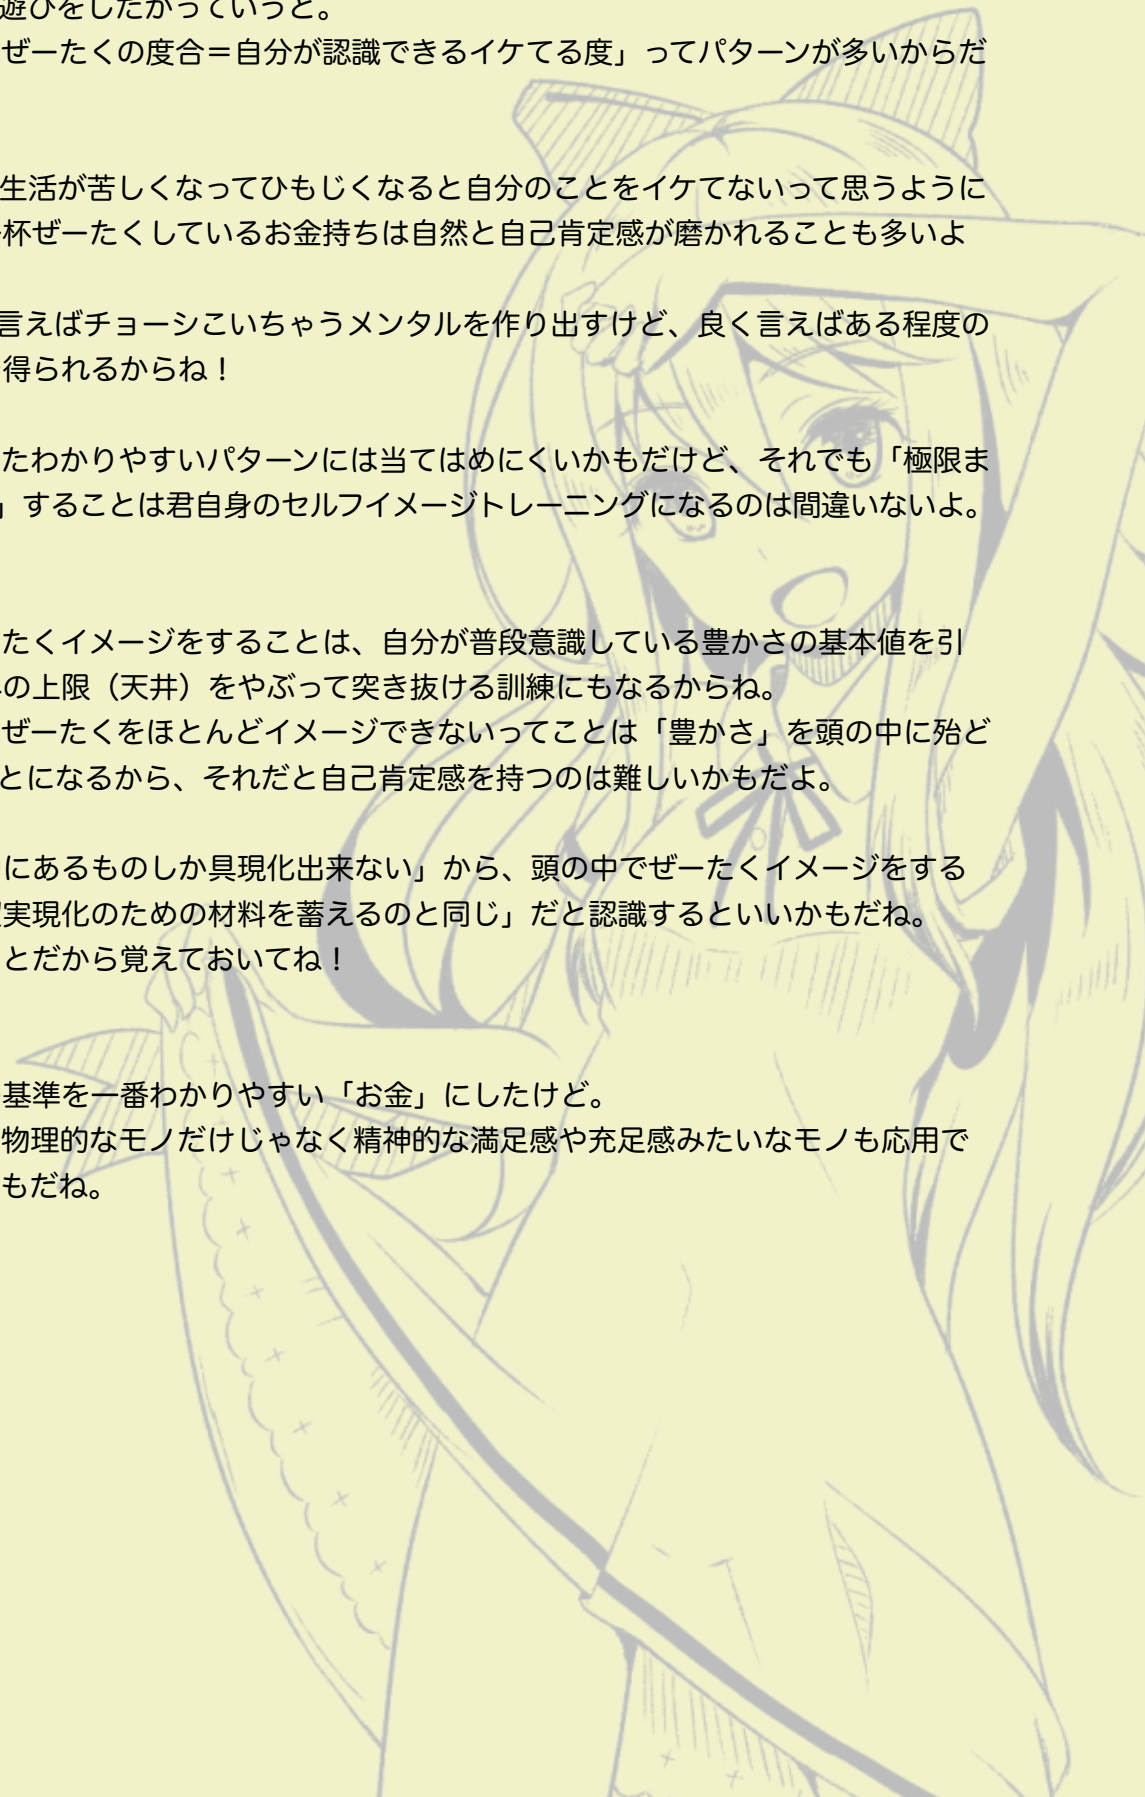 遊びをしたかっていうと。
ぜーたくの度合＝自分が認識できるイケてる度」ってパターンが多いからだ
生活が苦しくなってひもじくなると自分のことをイケてないって思うように
杯ぜーたくしているお金持ちは自然と自己肯定感が磨かれることも多いよ
言えばチョーシこいちゃうメンタルを作り出すけど、良く言えばある程度の
得られるからね！
たわかりやすいパターンには当てはめにくいかもだけど、それでも「極限ま
」することは君自身のセルフイメージトレーニングになるのは間違いないよ。
たくイメージをすることは、自分が普段意識している豊かさの基本値を引
の上限（天井）をやぶって突き抜ける訓練にもなるからね。
ぜーたくをほとんどイメージできないってことは「豊かさ」を頭の中に殆ど
とになるから、それだと自己肯定感を持つのは難しいかもだよ。
にあるものしか具現化出来ない」から、頭の中でぜーたくイメージをする
実現化のための材料を蓄えるのと同じ」だと認識するといいかもだね。
とだから覚えておいてね！
基準を一番わかりやすい「お金」にしたけど。
物理的なモノだけじゃなく精神的な満足感や充足感みたいなモノも応用で
もだね。